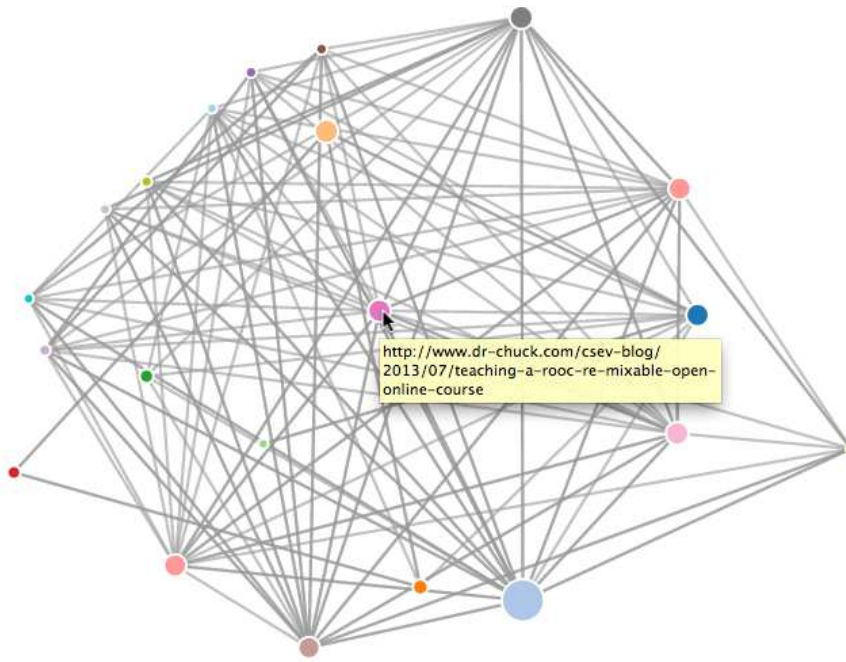 http://www.dr-chuck.com/csev-blog/
2013/07/teaching-a-rooc-re-mixable-open-
online-course